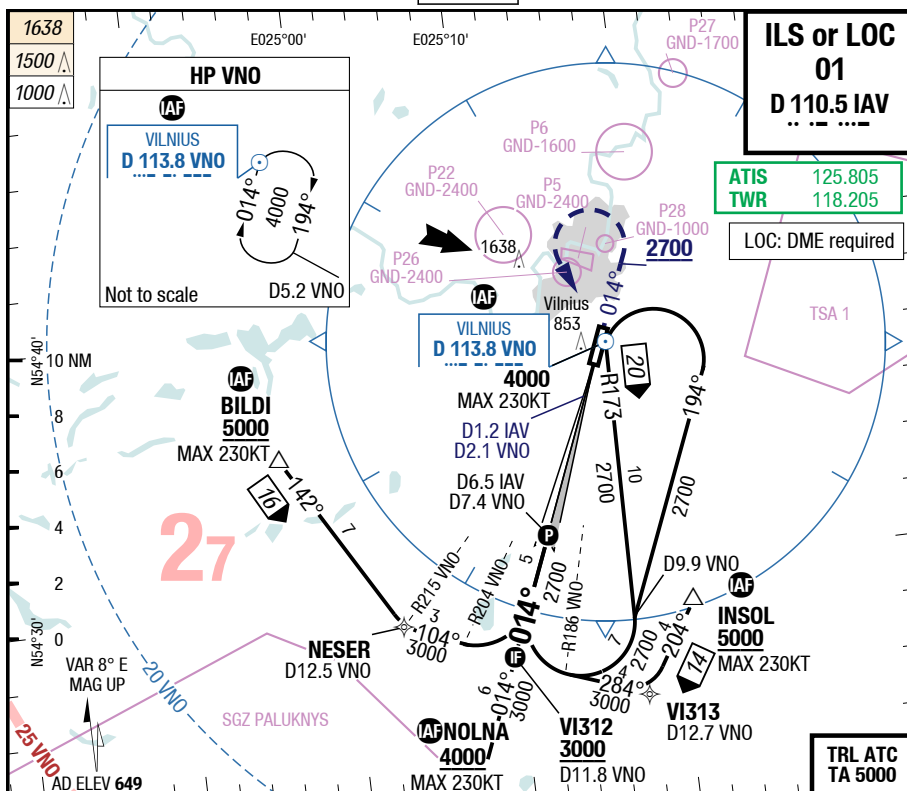 1638
1500
1000
E025°00'
E025°10'
P27
GND-1700
ILS or LOC
01
D 110.5 IAV
HP VNO
IAF
VILNIUS
D 113.8 VNO
014°
4000
194°
D5.2 VNO
Not to scale
P6
GND-1600
P22
GND-2400
P5
GND-2400
P28
GND-1000
P26
GND-2400
1638
2700
ATIS 125.805
TWR 118.205
LOC: DME required
TSA 1
IAF
VILNIUS
D 113.8 VNO
Vilnius
853
014°
4000
MAX 230KT
D1.2 IAV
D2.1 VNO
D6.5 IAV
D7.4 VNO
N54°40'
10 NM
8
6
4
2
0
N54°30'
IAF
BILDI
5000
MAX 230KT
16
142°
7
27
20
R173
10
2700
194°
2700
P
5
2700
014°
R215 VNO
R204 VNO
R186 VNO
D9.9 VNO
IAF
INSOL
5000
MAX 230KT
14
204°
4
2700
7
NESER
D12.5 VNO
3
104°
3000
4
284°
3000
VI313
D12.7 VNO
IF
VI312
3000
D11.8 VNO
6
014°
3000
IAF
NOLNA
4000
MAX 230KT
VAR 8° E
MAG UP
20 VNO
25 VNO
SGZ PALUKNYS
AD ELEV 649
TRL ATC
TA 5000